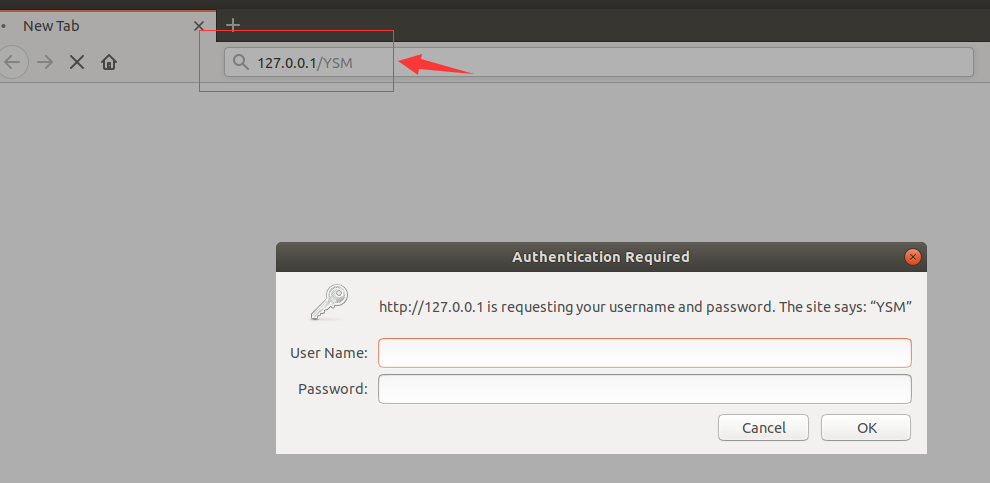 New Tab
127.0.0.1/YSM
Authentication Required
http://127.0.0.1 is requesting your username and password. The site says: “YSM”
User Name:
Password:
Cancel
OK